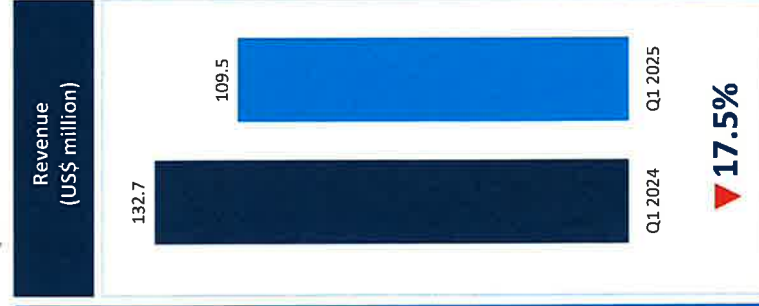 Revenue
(US$ million)
132.7
109.5
Q1 2024
Q1 2025
▼17.5%